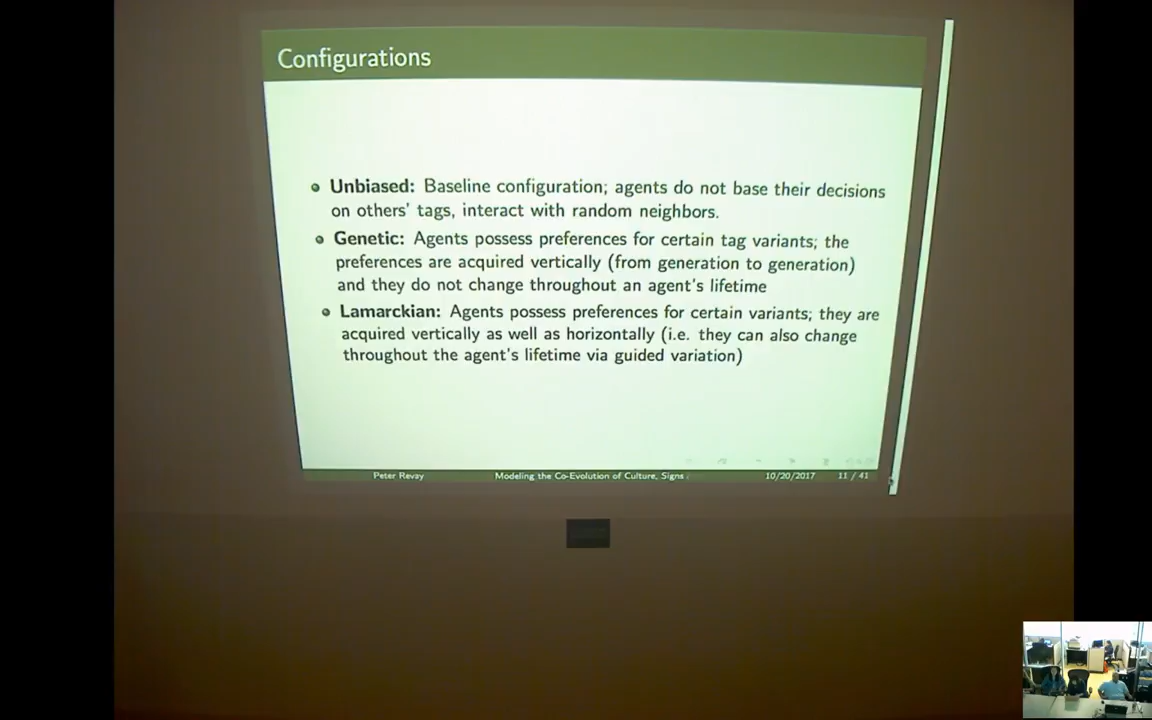 Configurations
Unbiased: Baseline configuration; agents do not base their decisions
on others' tags, interact with random neighbors.
Genetic: Agents possess preferences for certain tag variants; the
preferences are acquired vertically (from generation to generation)
and they do not change throughout an agent's lifetime
Lamarckian: Agents possess preferences for certain variants; they are
acquired vertically as well as horizontally (i.e. they can also change
throughout the agent's lifetime via guided variation)
Peter Revay Modeling the Co-Evolution of Culture, Signs 10/20/2017 11 / 41